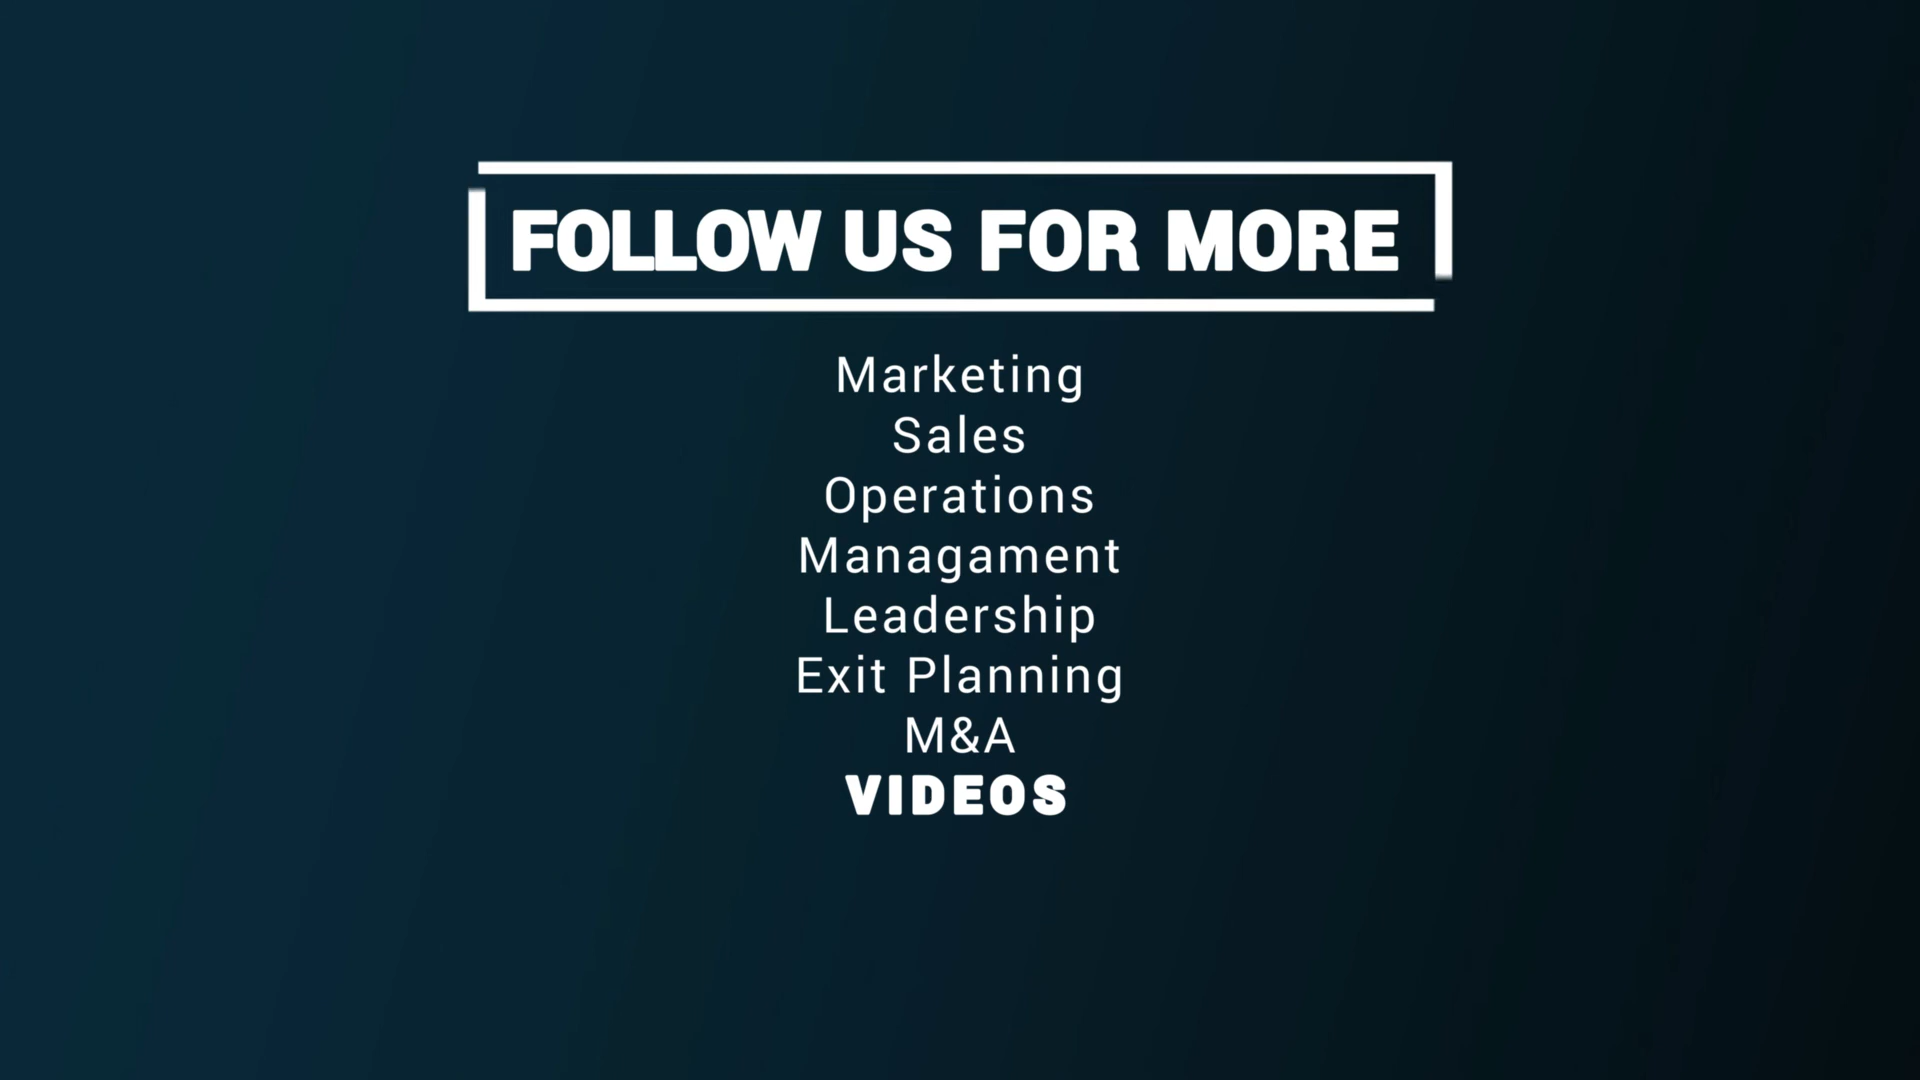 FOLLOW US FOR MORE
Marketing
Sales
Operations
Managament
Leadership
Exit Planning
M&A
VIDEOS